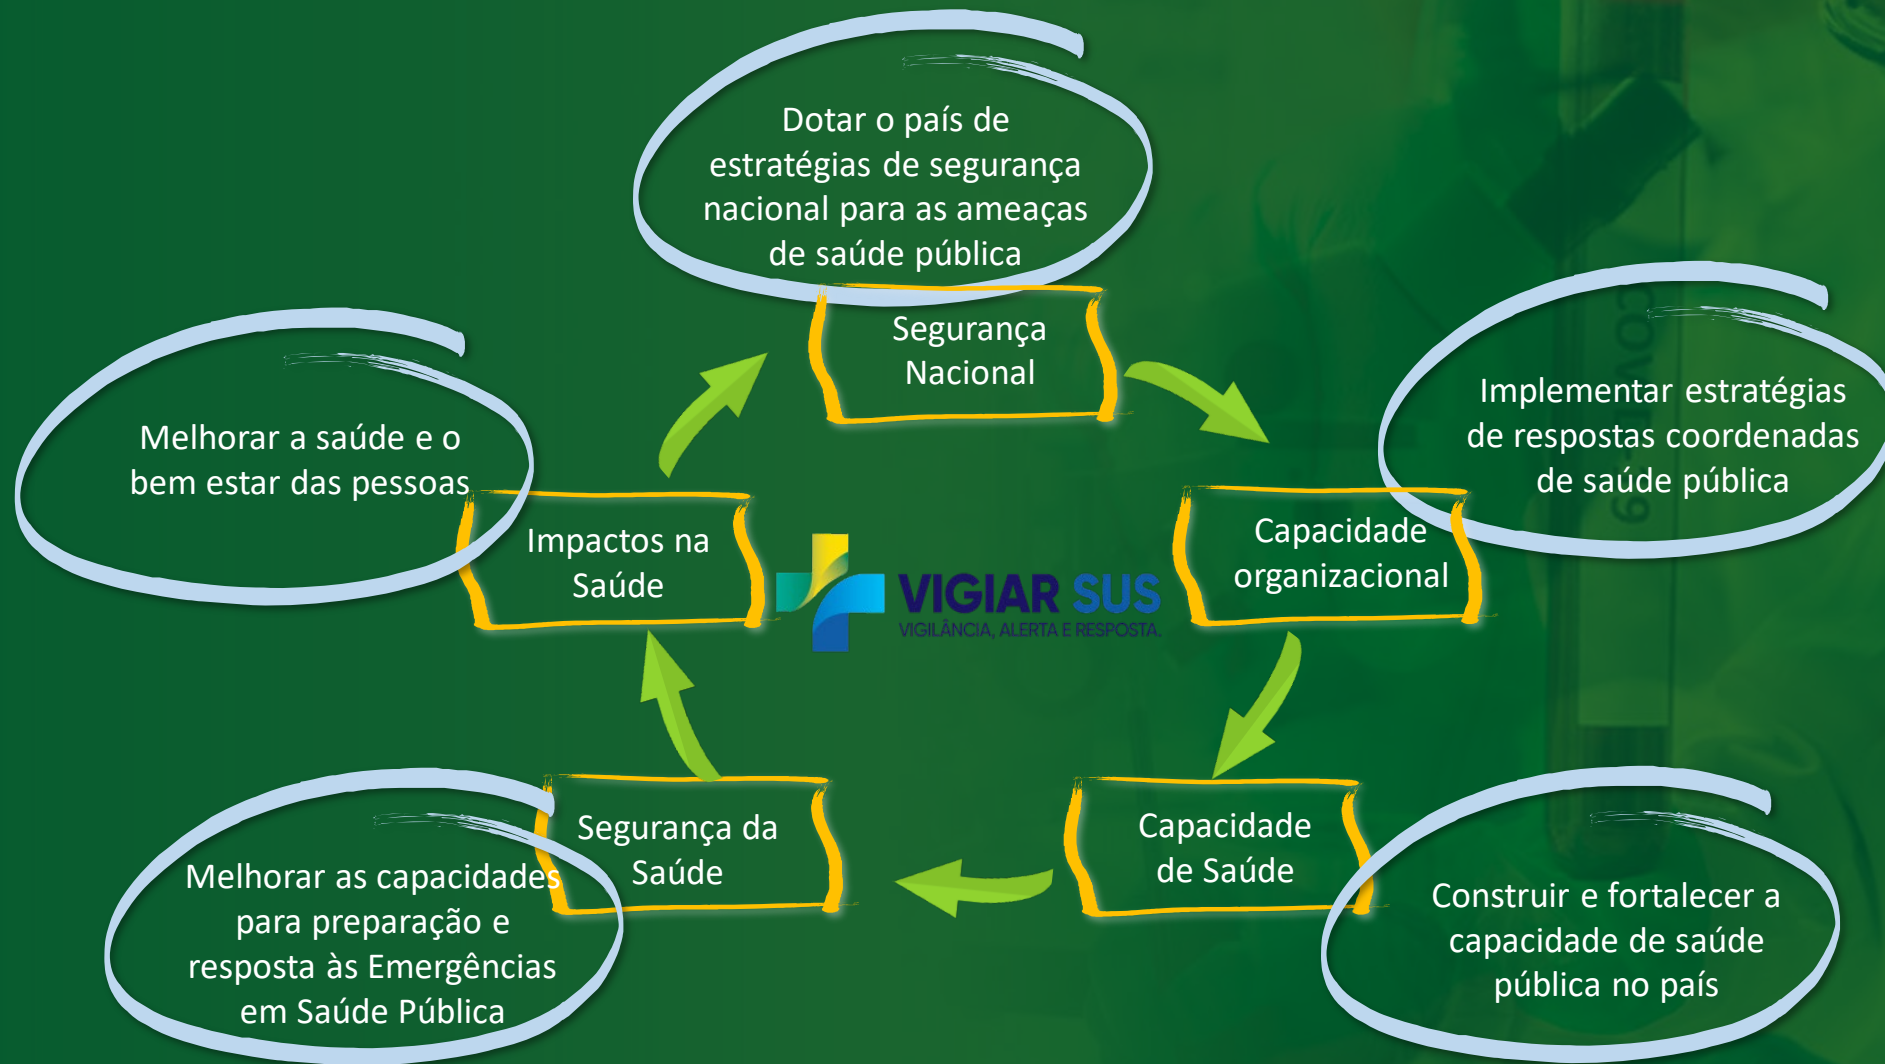 Dotar o país de
estratégias de segurança
nacional para as ameaças
de saúde pública
Segurança
Nacional
Implementar estratégias
de respostas coordenadas
de saúde pública
Capacidade
organizacional
Construir e fortalecer a
capacidade de saúde
pública no país
Capacidade
de Saúde
Segurança da
Saúde
Melhorar as capacidades
para preparação e
resposta às Emergências
em Saúde Pública
Melhorar a saúde e o
bem estar das pessoas
Impactos na
Saúde
VIGIAR SUS
VIGILÂNCIA, ALERTA E RESPOSTA.
COVID-19